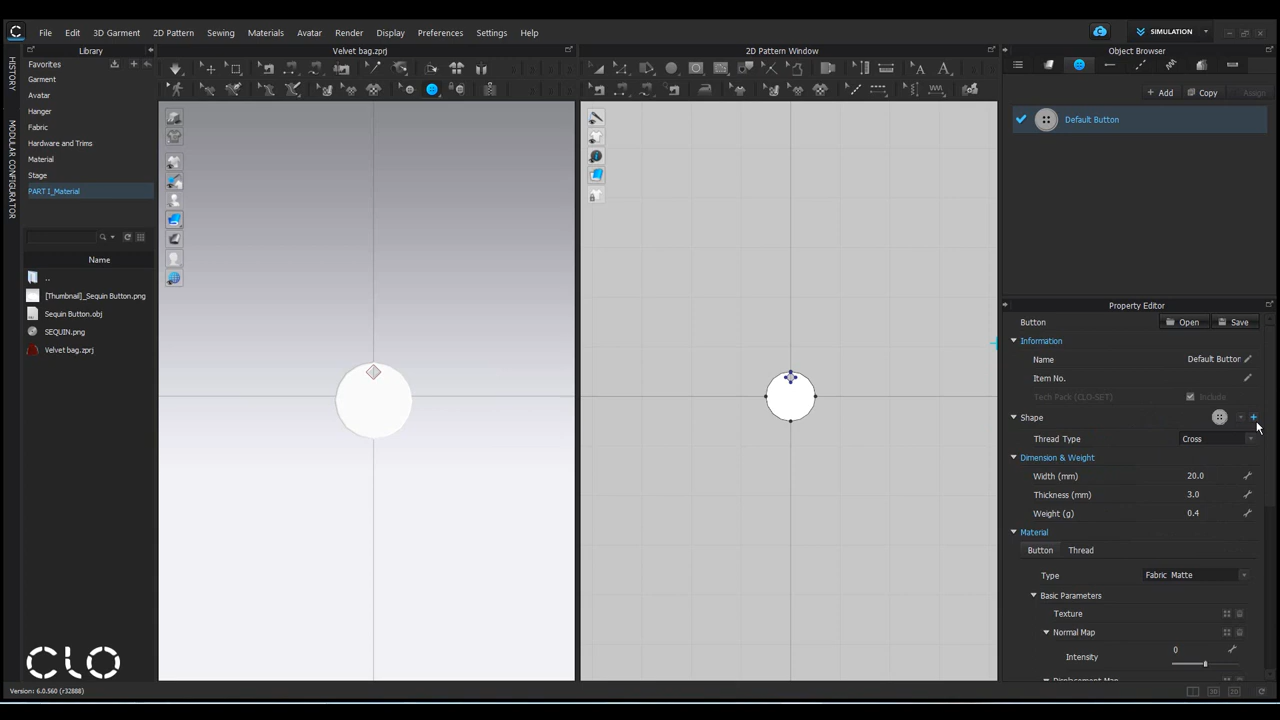 File Edit 3D Garment 2D Pattern Sewing Materials Avatar Render Display Preferences Settings Help
SIMULATION
Library
Velvet bag.zprj
2D Pattern Window
Object Browser
HISTORY
MODULAR CONFIGURATOR
Favorites
Garment
Avatar
Hanger
Fabric
Hardware and Trims
Material
Stage
PART I_Material
Name
..
[Thumbnail]_Sequin Button.png
Sequin Button.obj
SEQUIN.png
Velvet bag.zprj
Add Copy Assign
Default Button
Property Editor
Button Open Save
Information
Name Default Button
Item No.
Tech Pack (CLO-SET) Include
Shape
Thread Type Cross
Dimension & Weight
Width (mm) 20.0
Thickness (mm) 3.0
Weight (g) 0.4
Material
Button Thread
Type Fabric_Matte
Basic Parameters
Texture
Normal Map
Intensity 0
Displacement Map
CLO
Version: 6.0.560 (r32888)
3D 2D